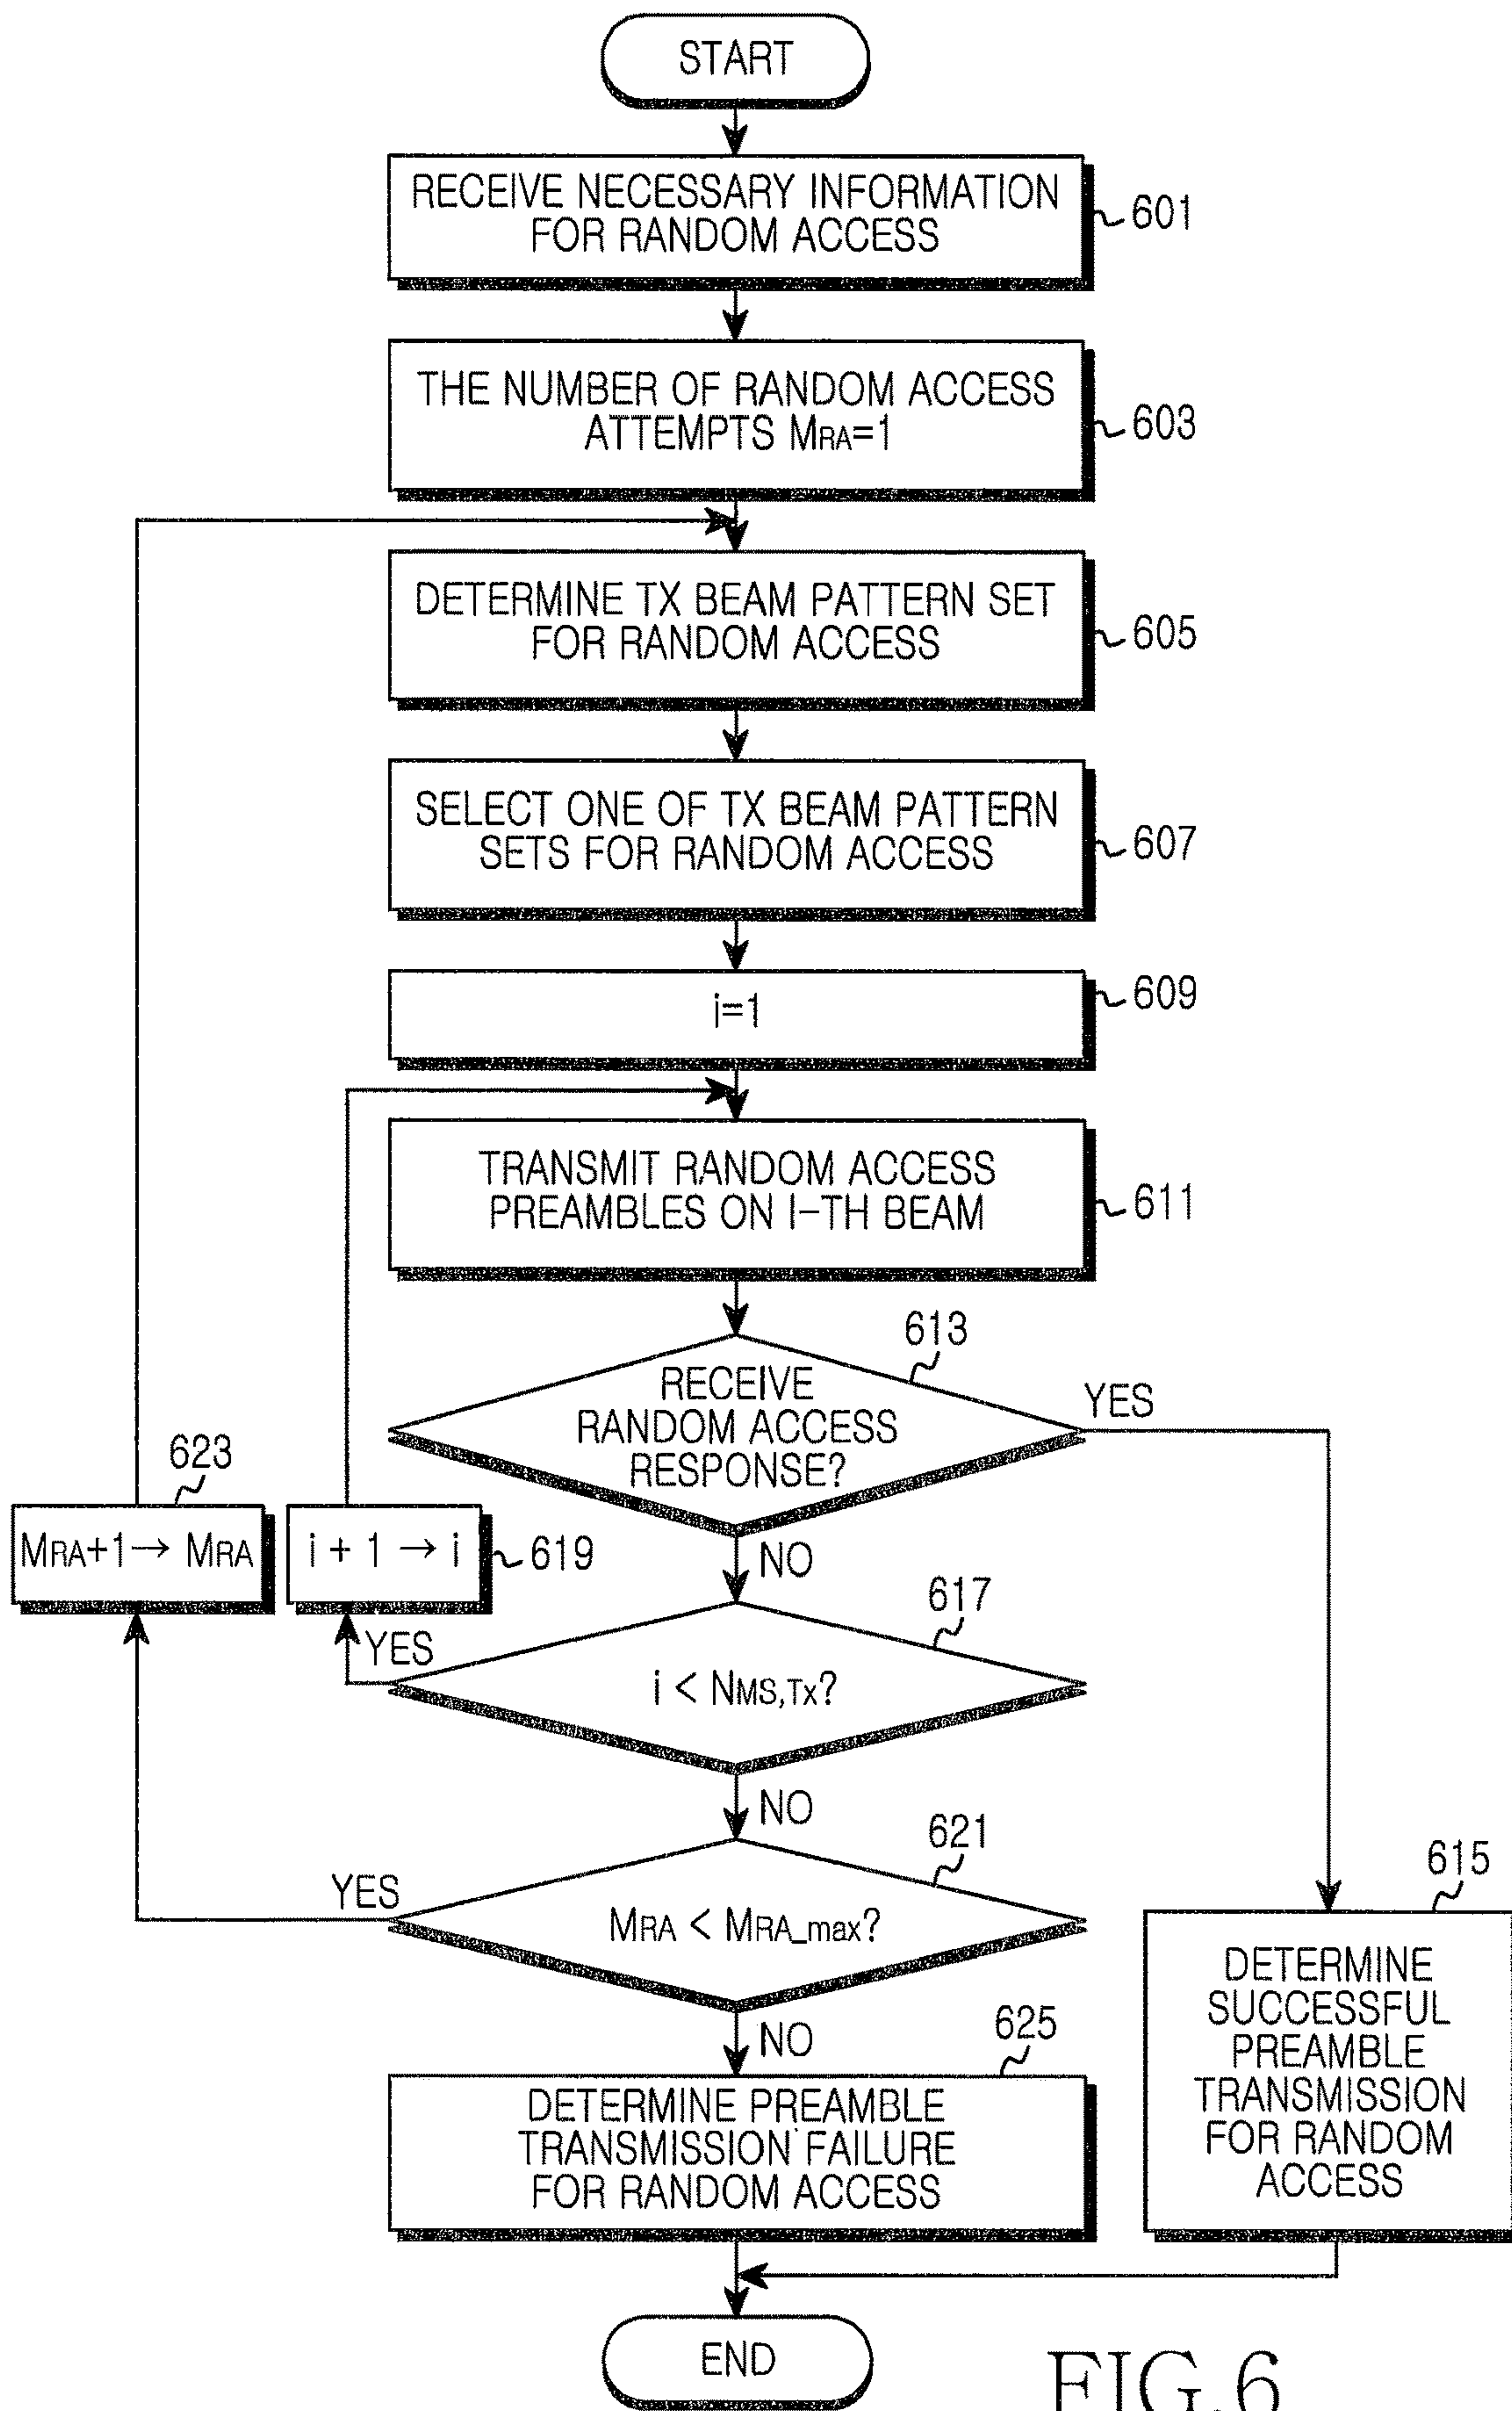 START
RECEIVE NECESSARY INFORMATION
FOR RANDOM ACCESS
601
THE NUMBER OF RANDOM ACCESS
ATTEMPTS MRA=1
603
DETERMINE TX BEAM PATTERN SET
FOR RANDOM ACCESS
605
SELECT ONE OF TX BEAM PATTERN
SETS FOR RANDOM ACCESS
607
i=1
609
TRANSMIT RANDOM ACCESS
PREAMBLES ON I-TH BEAM
611
613
RECEIVE
RANDOM ACCESS
RESPONSE?
YES
NO
623
MRA+1→ MRA
i + 1 → i
619
617
YES
i < NMS,Tx?
NO
621
YES
MRA < MRA_max?
NO
615
DETERMINE
SUCCESSFUL
PREAMBLE
TRANSMISSION
FOR RANDOM
ACCESS
625
DETERMINE PREAMBLE
TRANSMISSION FAILURE
FOR RANDOM ACCESS
END
FIG.6